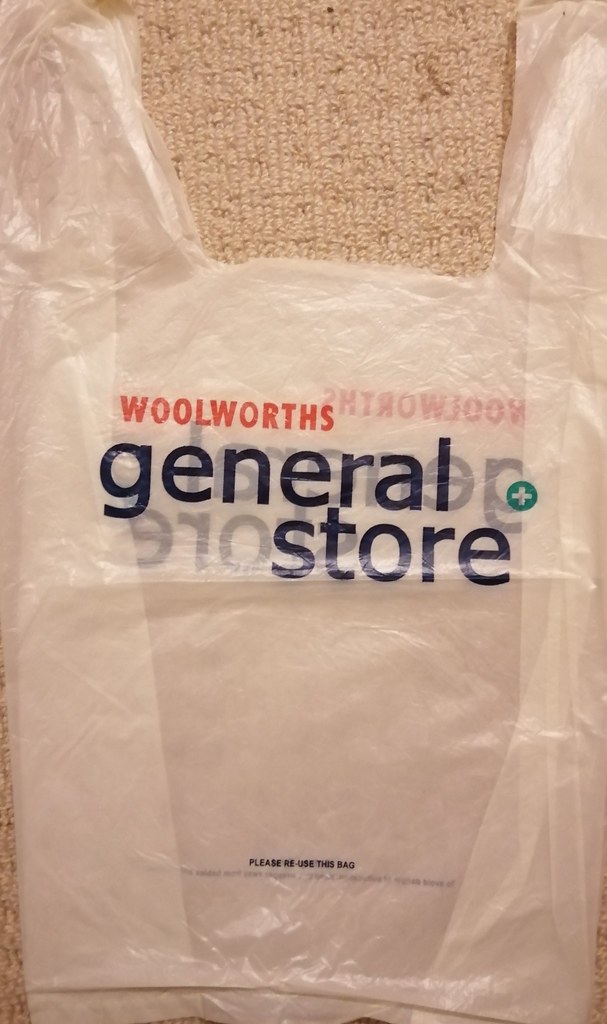 WOOLWORTHS
general
store
PLEASE RE-USE THIS BAG